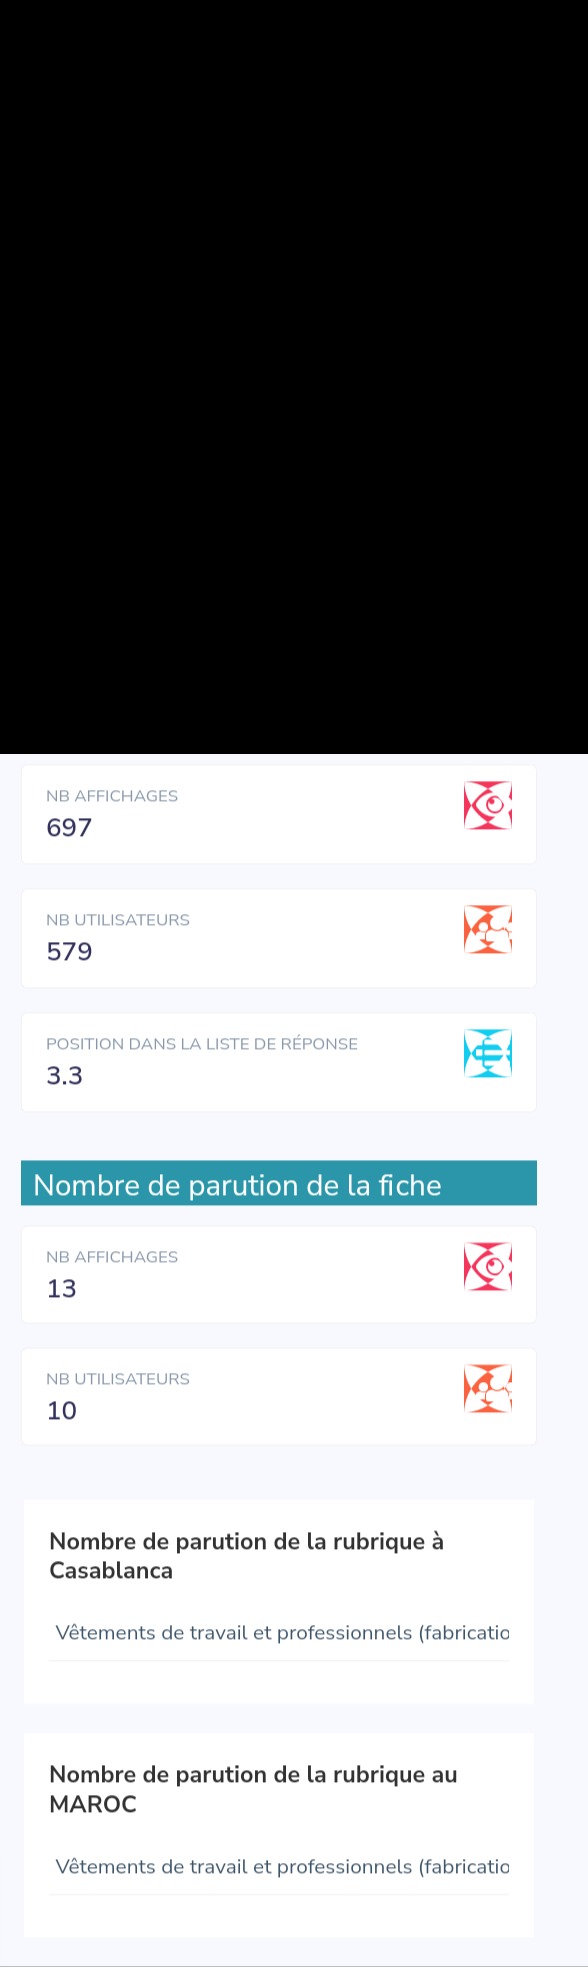 NB AFFICHAGES
697
NB UTILISATEURS
579
POSITION DANS LA LISTE DE RÉPONSE
3.3
Nombre de parution de la fiche
NB AFFICHAGES
13
NB UTILISATEURS
10
Nombre de parution de la rubrique à
Casablanca
Vêtements de travail et professionnels (fabricatio
Nombre de parution de la rubrique au
MAROC
Vêtements de travail et professionnels (fabricatio